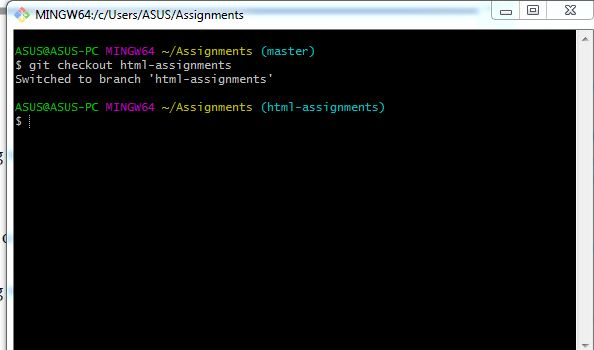 MINGW64:/c/Users/ASUS/Assignments
ASUS@ASUS-PC MINGW64 ~/Assignments (master)
$ git checkout html-assignments
Switched to branch 'html-assignments'
ASUS@ASUS-PC MINGW64 ~/Assignments (html-assignments)
$